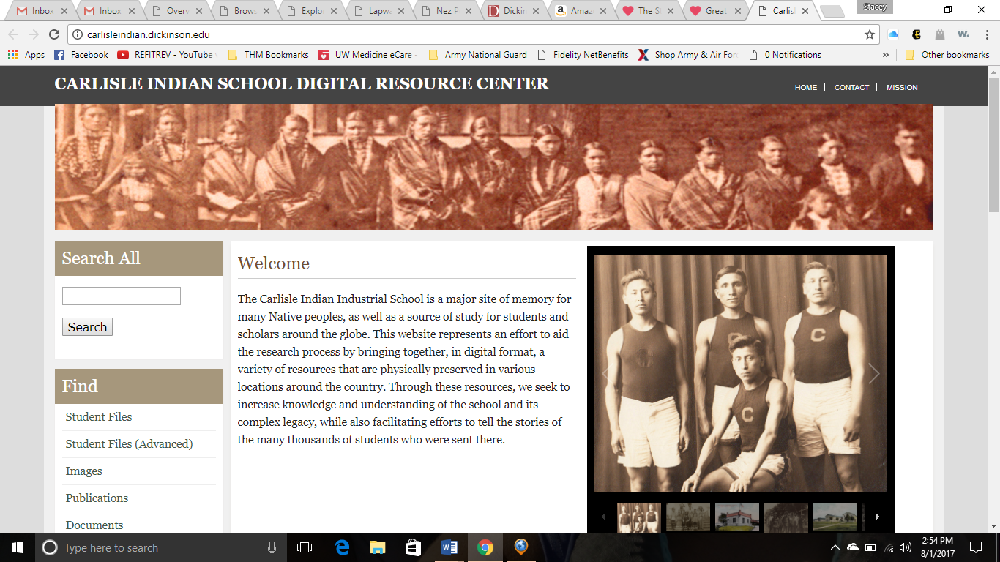 Inbox
Inbox
Overv
Brows
Explo
Lapwa
Nez P
Dickin
Amaz
The S
Great
Carlis
Stacey
carlisleindian.dickinson.edu
Apps
Facebook
REFITREV - YouTube
THM Bookmarks
UW Medicine eCare -
Army National Guard
Fidelity NetBenefits
Shop Army & Air For
0 Notifications
»
Other bookmarks
CARLISLE INDIAN SCHOOL DIGITAL RESOURCE CENTER
HOME | CONTACT | MISSION |
Search All
Search
Find
Student Files
Student Files (Advanced)
Images
Publications
Documents
Welcome
The Carlisle Indian Industrial School is a major site of memory for
many Native peoples, as well as a source of study for students and
scholars around the globe. This website represents an effort to aid
the research process by bringing together, in digital format, a
variety of resources that are physically preserved in various
locations around the country. Through these resources, we seek to
increase knowledge and understanding of the school and its
complex legacy, while also facilitating efforts to tell the stories of
the many thousands of students who were sent there.
C
C
C
Type here to search
2:54 PM
8/1/2017